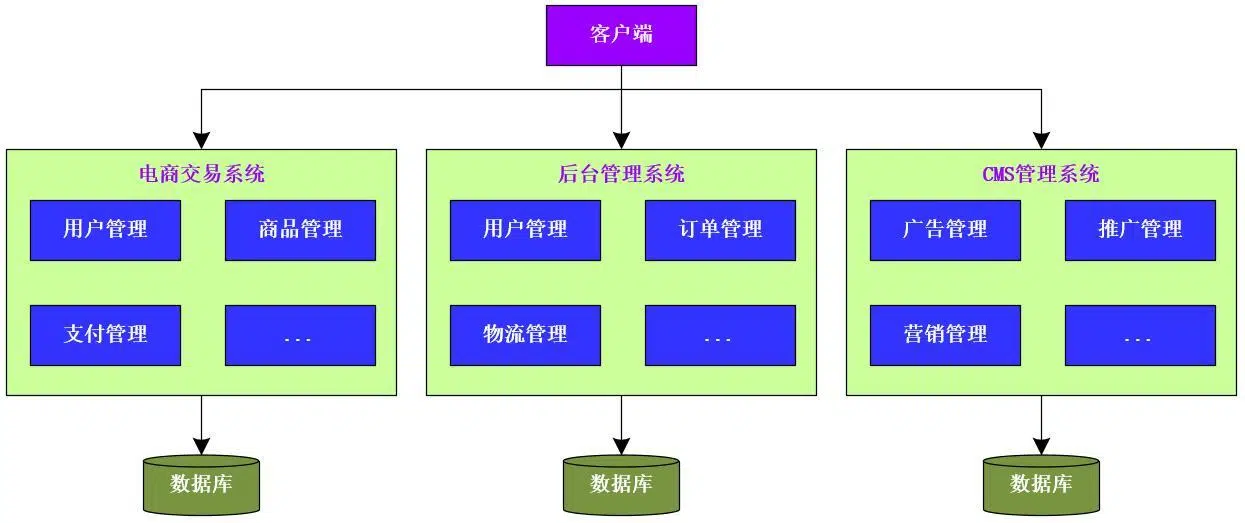 客户端
电商交易系统
用户管理
商品管理
支付管理
...
后台管理系统
用户管理
订单管理
物流管理
...
CMS管理系统
广告管理
推广管理
营销管理
...
数据库
数据库
数据库